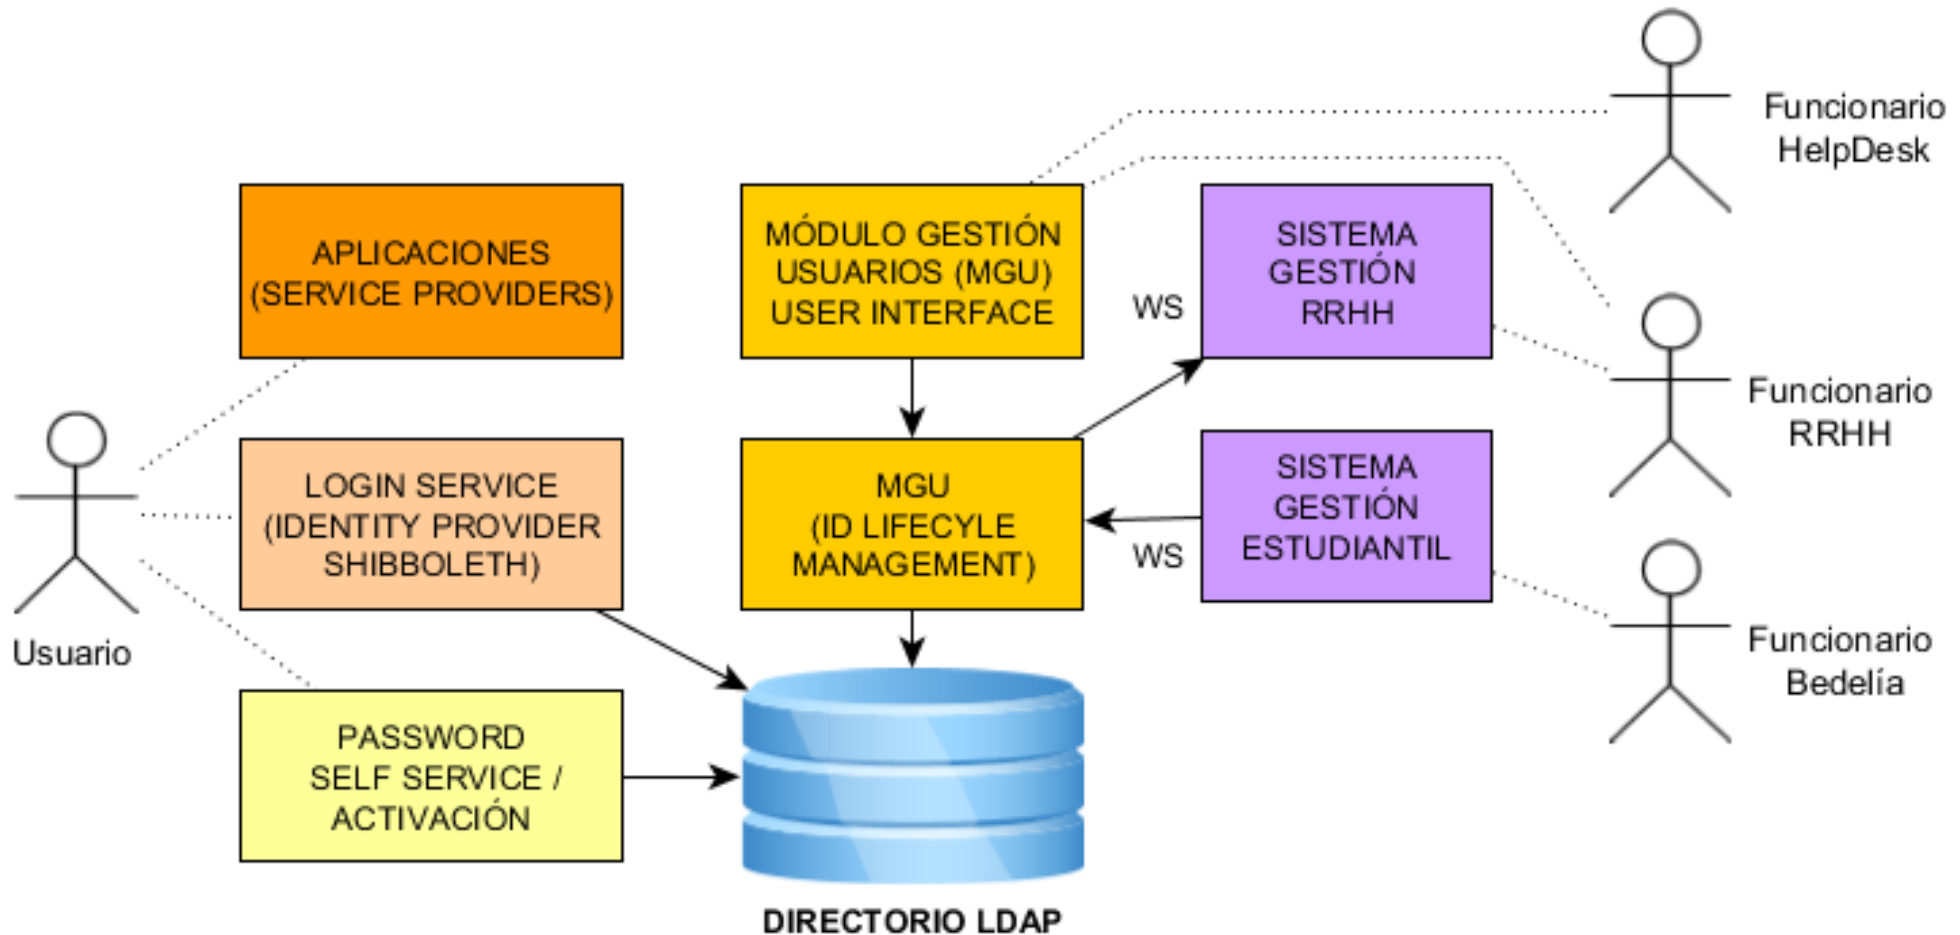 Funcionario
HelpDesk
APLICACIONES
(SERVICE PROVIDERS)
MÓDULO GESTIÓN
USUARIOS (MGU)
USER INTERFACE
WS
SISTEMA
GESTIÓN
RRHH
Funcionario
RRHH
Usuario
LOGIN SERVICE
(IDENTITY PROVIDER
SHIBBOLETH)
MGU
(ID LIFECYLE
MANAGEMENT)
WS
SISTEMA
GESTIÓN
ESTUDIANTIL
Funcionario
Bedelía
PASSWORD
SELF SERVICE /
ACTIVACIÓN
DIRECTORIO LDAP